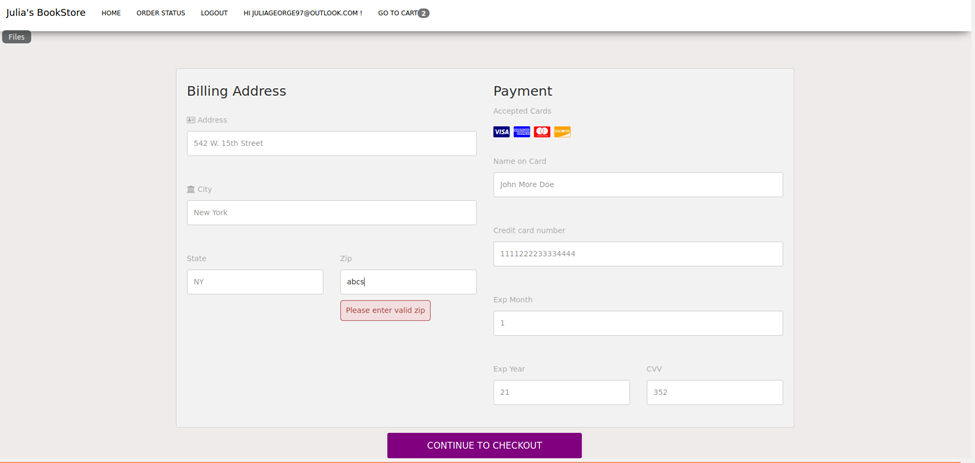 Julia's BookStore
HOME
ORDER STATUS
LOGOUT
HI JULIAGEORGE97@OUTLOOK.COM !
GO TO CART 2
Files
Billing Address
Address
542 W. 15th Street
City
New York
State
Zip
NY
abcs
Please enter valid zip
Payment
Accepted Cards
VISA
Name on Card
John More Doe
Credit card number
1111222233334444
Exp Month
1
Exp Year
CVV
21
352
CONTINUE TO CHECKOUT